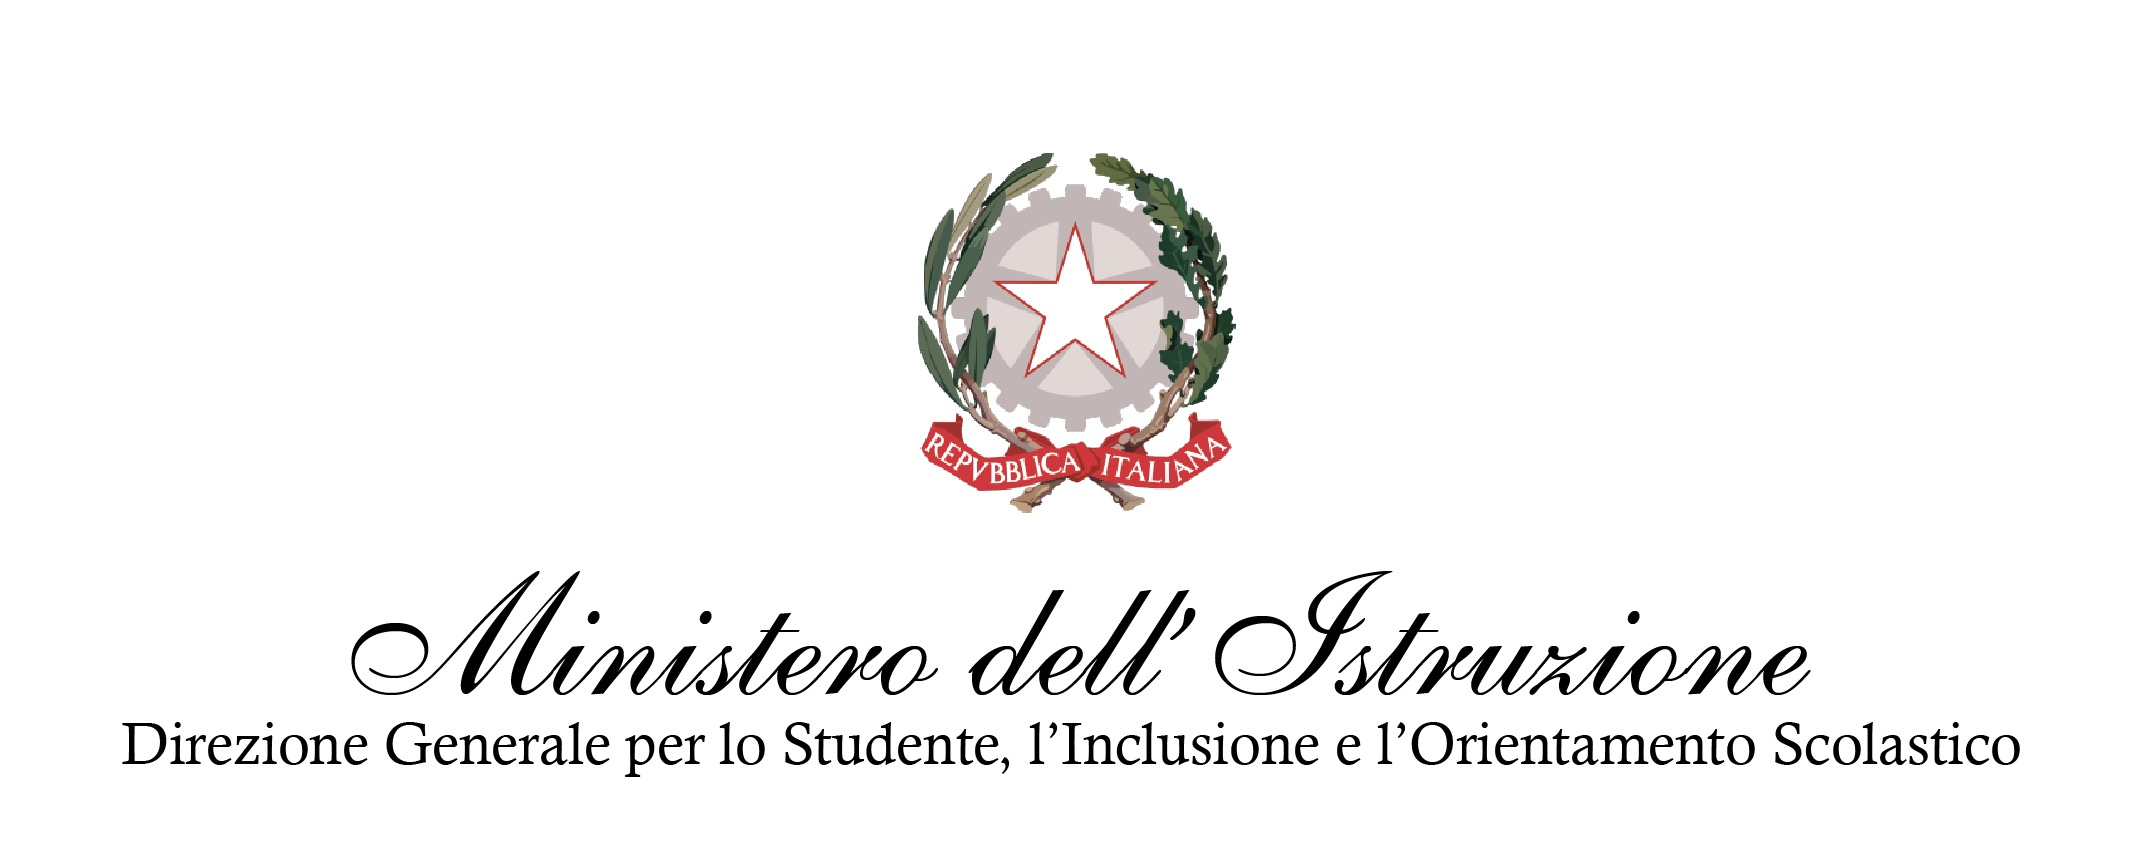 REPVBBLICA ITALIANA
Ministero dell' Istruzione
Direzione Generale per lo Studente, l’Inclusione e l’Orientamento Scolastico